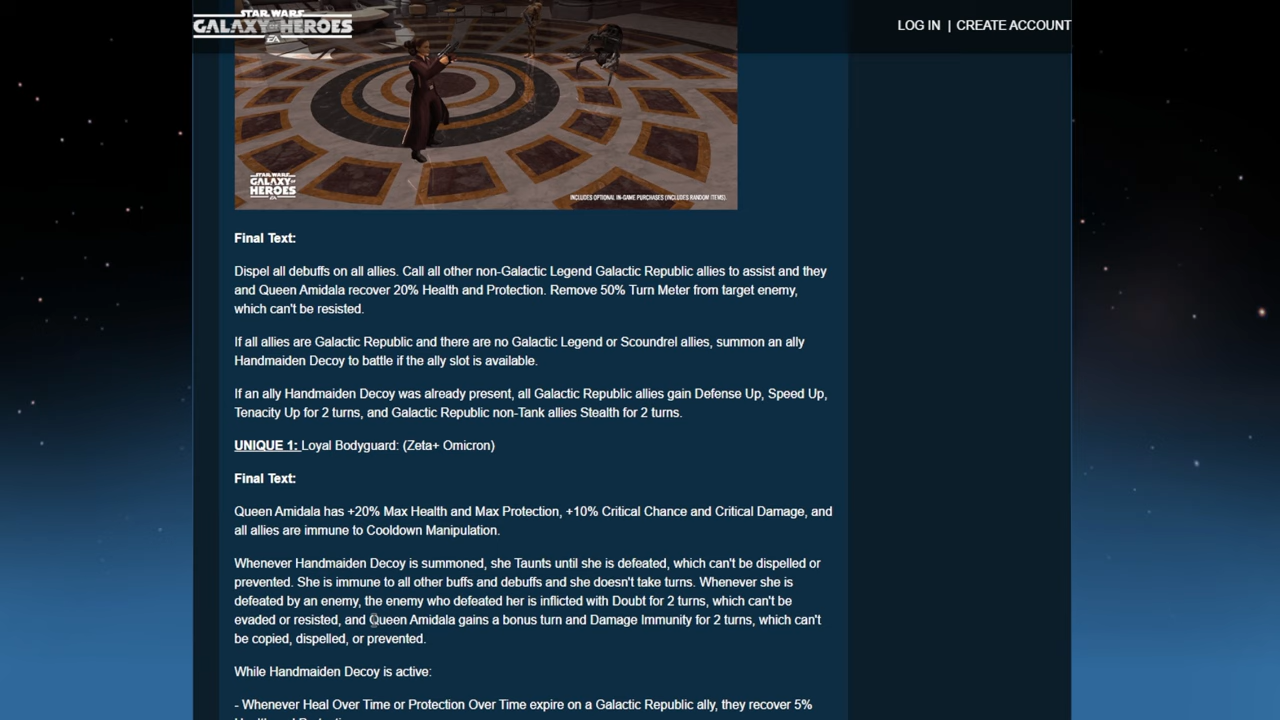 STAR WARS
GALAXY OF HEROES
EA
LOG IN | CREATE ACCOUNT
STAR WARS
GALAXY OF
HEROES
EA
INCLUDES OPTIONAL IN-GAME PURCHASES (INCLUDES RANDOM ITEMS).
Final Text:
Dispel all debuffs on all allies. Call all other non-Galactic Legend Galactic Republic allies to assist and they
and Queen Amidala recover 20% Health and Protection. Remove 50% Turn Meter from target enemy,
which can't be resisted.
If all allies are Galactic Republic and there are no Galactic Legend or Scoundrel allies, summon an ally
Handmaiden Decoy to battle if the ally slot is available.
If an ally Handmaiden Decoy was already present, all Galactic Republic allies gain Defense Up, Speed Up,
Tenacity Up for 2 turns, and Galactic Republic non-Tank allies Stealth for 2 turns.
UNIQUE 1: Loyal Bodyguard: (Zeta+ Omicron)
Final Text:
Queen Amidala has +20% Max Health and Max Protection, +10% Critical Chance and Critical Damage, and
all allies are immune to Cooldown Manipulation.
Whenever Handmaiden Decoy is summoned, she Taunts until she is defeated, which can't be dispelled or
prevented. She is immune to all other buffs and debuffs and she doesn't take turns. Whenever she is
defeated by an enemy, the enemy who defeated her is inflicted with Doubt for 2 turns, which can't be
evaded or resisted, and Queen Amidala gains a bonus turn and Damage Immunity for 2 turns, which can't
be copied, dispelled, or prevented.
While Handmaiden Decoy is active:
- Whenever Heal Over Time or Protection Over Time expire on a Galactic Republic ally, they recover 5%